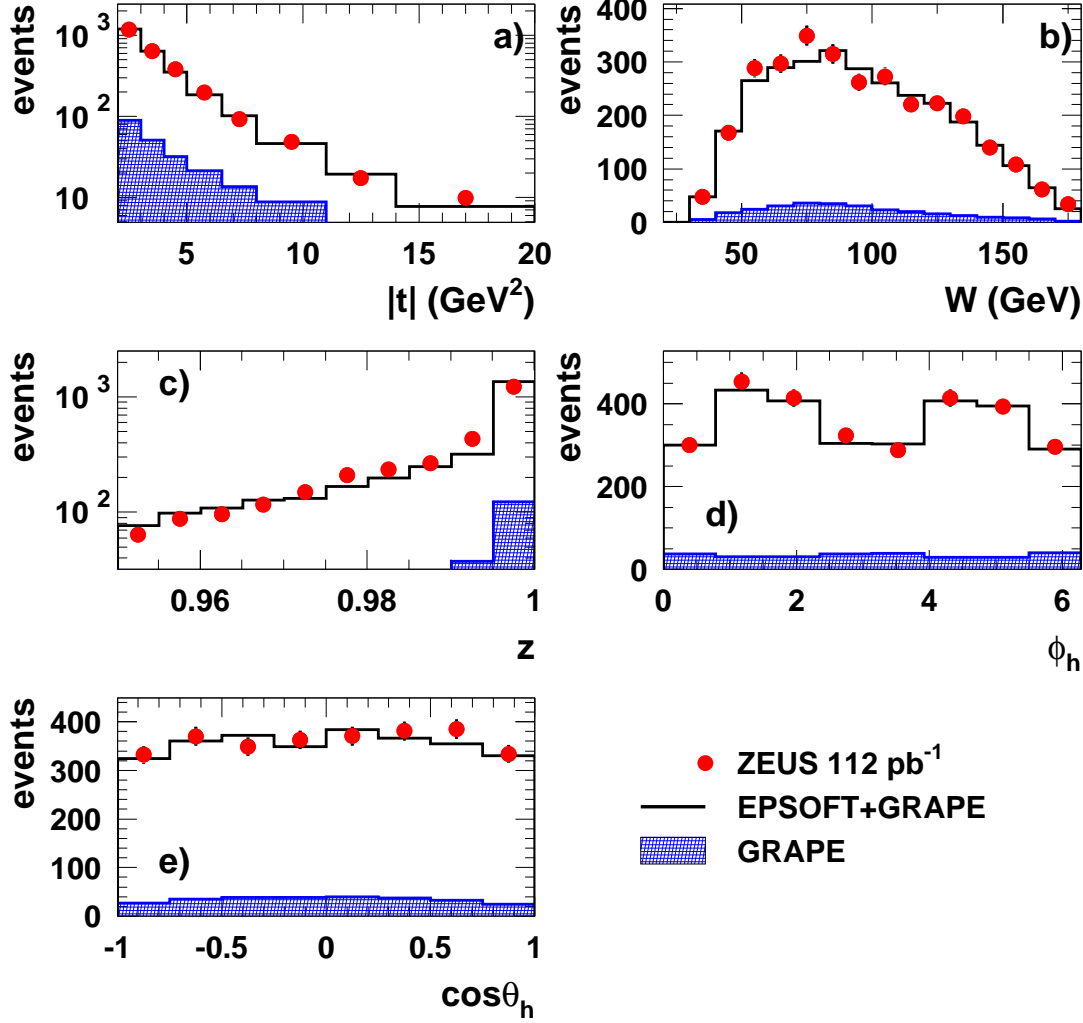 events
10³
10²
10
a)
5 10 15 20
|t| (GeV²)
events
400
300
200
100
0
b)
50 100 150
W (GeV)
events
10³
10²
c)
0.96 0.98 1
z
events
400
200
0
d)
0 2 4 6
ϕₕ
events
400
300
200
100
0
e)
-1 -0.5 0 0.5 1
cosθₕ
ZEUS 112 pb⁻¹
EPSOFT+GRAPE
GRAPE